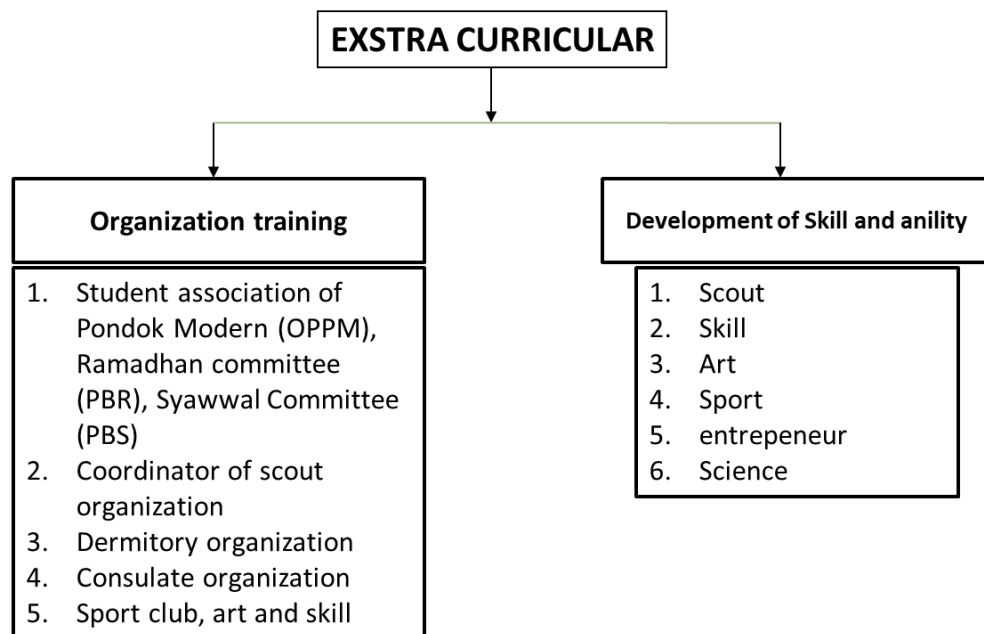 EXSTRA CURRICULAR
Organization training
1. Student association of
Pondok Modern (OPPM),
Ramadhan committee
(PBR), Syawwal Committee
(PBS)
2. Coordinator of scout
organization
3. Dermitory organization
4. Consulate organization
5. Sport club, art and skill
Development of Skill and anility
1. Scout
2. Skill
3. Art
4. Sport
5. entrepeneur
6. Science